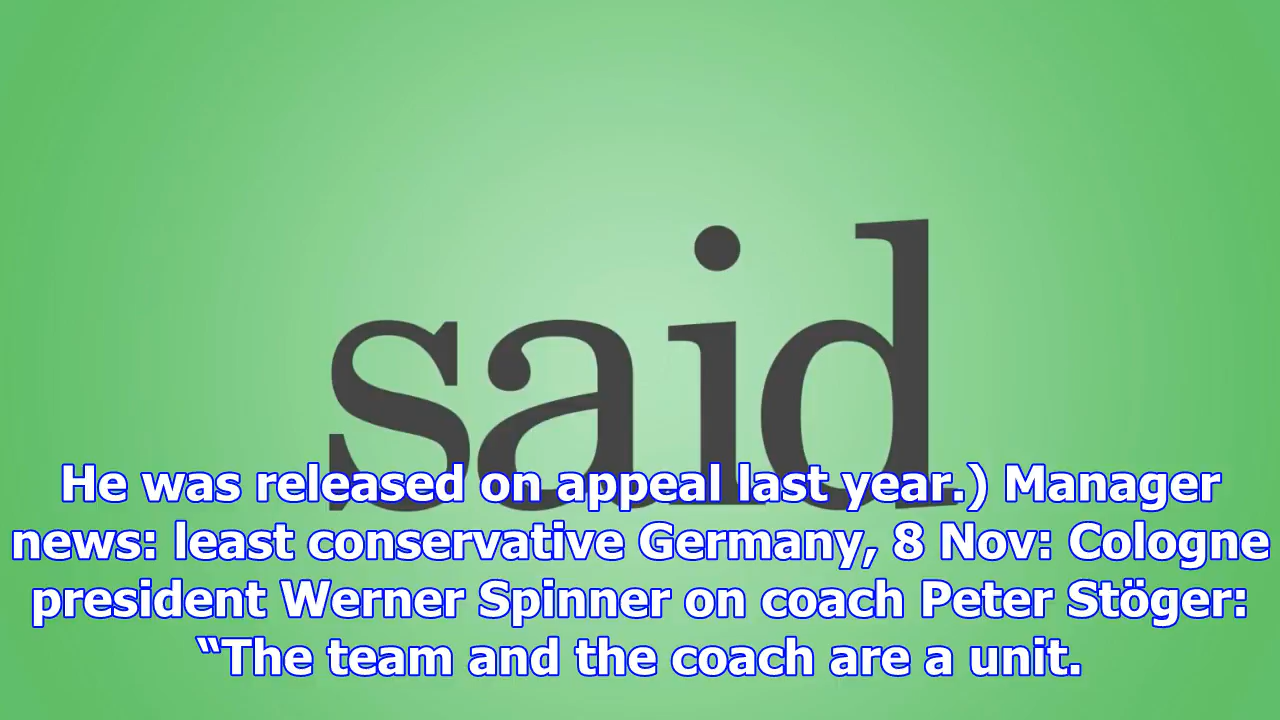 said
He was released on appeal last year.) Manager
news: least conservative Germany, 8 Nov: Cologne
president Werner Spinner on coach Peter Stöger:
“The team and the coach are a unit.